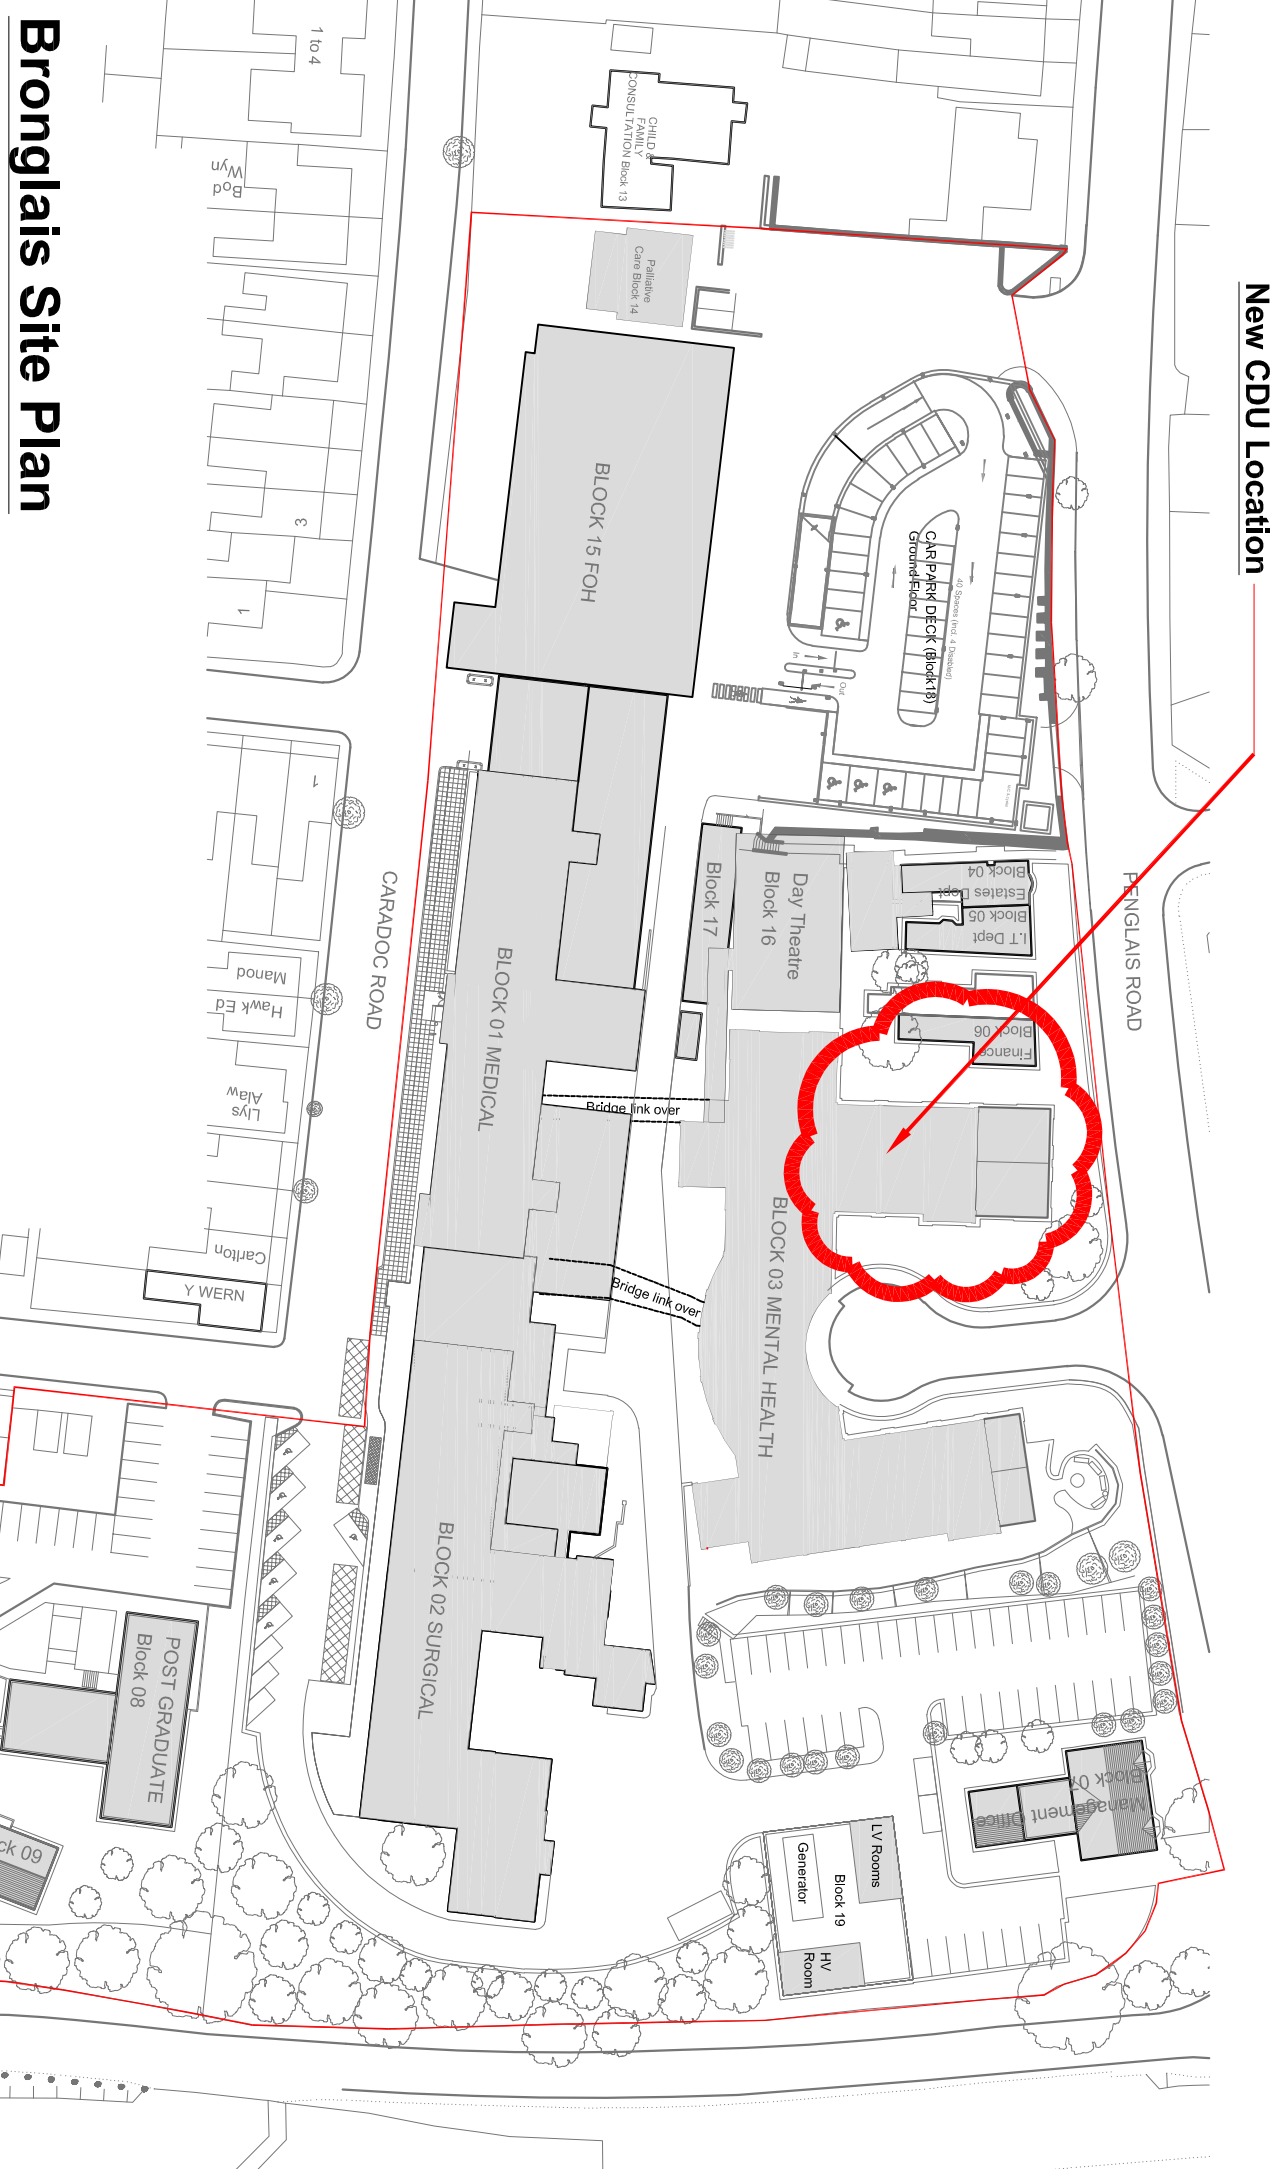 Bronglais Site Plan
New CDU Location
1 to 4
CHILD &
FAMILY
CONSULTATION Block 13
Bod
Wyn
Palliative
Care Block 14
BLOCK 15 FOH
CAR PARK DECK (Block18)
Ground Floor
40 Spaces (incl. 4 Disabled)
In
Out
3
1
1
CARADOC ROAD
PENGLAIS ROAD
Block 17
Day Theatre
Block 16
Estates Dept
Block 04
I.T Dept
Block 05
Finance
Block 06
Manod
Hawk Ed
Llys
Alaw
Carlton
Y WERN
BLOCK 01 MEDICAL
Bridge link over
Bridge link over
BLOCK 03 MENTAL HEALTH
BLOCK 02 SURGICAL
POST GRADUATE
Block 08
ck 09
Management Office
Block 07
LV Rooms
Block 19
Generator
HV
Room